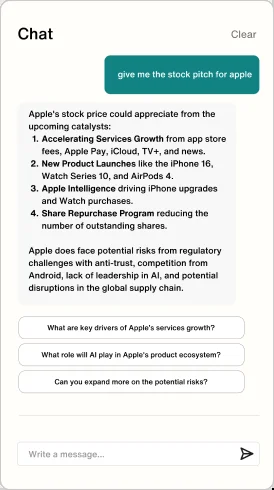 Chat
Clear
give me the stock pitch for apple
Apple's stock price could appreciate from the
upcoming catalysts:
1. Accelerating Services Growth from app store
fees, Apple Pay, iCloud, TV+, and news.
2. New Product Launches like the iPhone 16,
Watch Series 10, and AirPods 4.
3. Apple Intelligence driving iPhone upgrades
and Watch purchases.
4. Share Repurchase Program reducing the
number of outstanding shares.
Apple does face potential risks from regulatory
challenges with anti-trust, competition from
Android, lack of leadership in AI, and potential
disruptions in the global supply chain.
What are key drivers of Apple's services growth?
What role will AI play in Apple's product ecosystem?
Can you expand more on the potential risks?
Write a message...